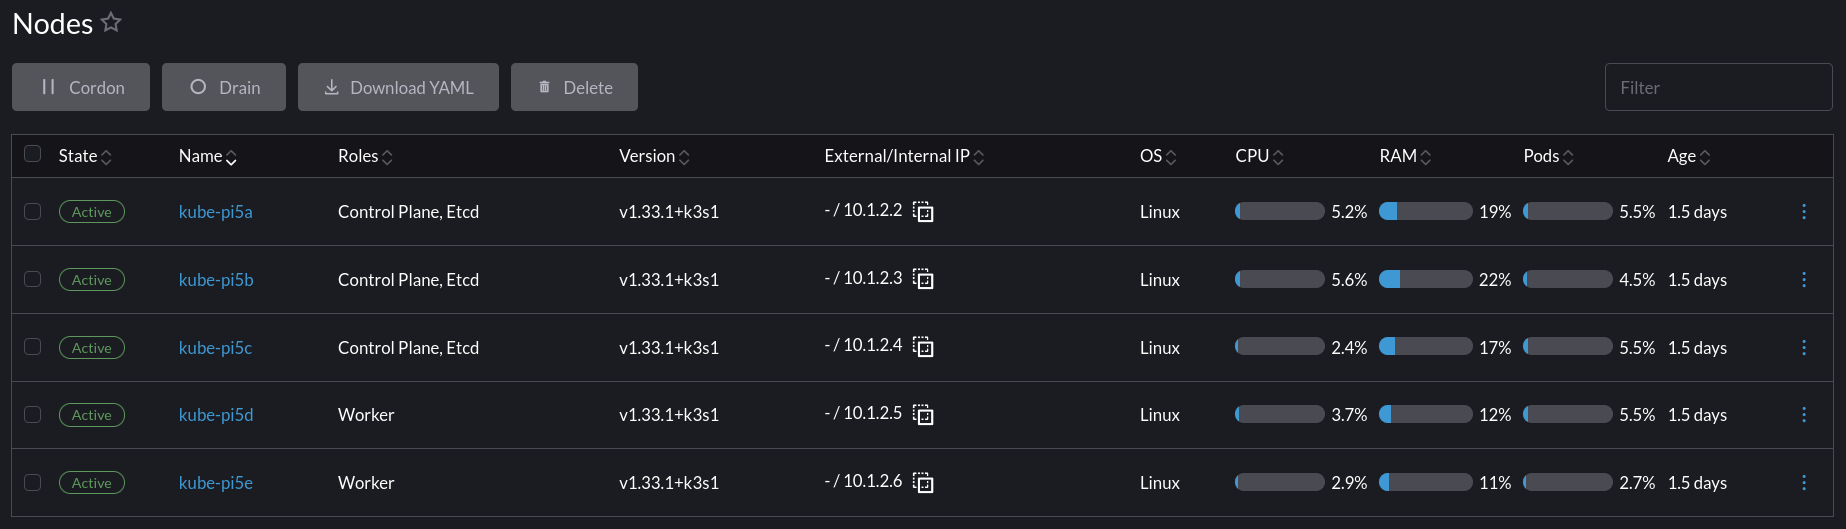 Nodes
Cordon Drain Download YAML Delete Filter
State Name Roles Version External/Internal IP OS CPU RAM Pods Age
Active kube-pi5a Control Plane, Etcd v1.33.1+k3s1 - / 10.1.2.2 Linux 5.2% 19% 5.5% 1.5 days
Active kube-pi5b Control Plane, Etcd v1.33.1+k3s1 - / 10.1.2.3 Linux 5.6% 22% 4.5% 1.5 days
Active kube-pi5c Control Plane, Etcd v1.33.1+k3s1 - / 10.1.2.4 Linux 2.4% 17% 5.5% 1.5 days
Active kube-pi5d Worker v1.33.1+k3s1 - / 10.1.2.5 Linux 3.7% 12% 5.5% 1.5 days
Active kube-pi5e Worker v1.33.1+k3s1 - / 10.1.2.6 Linux 2.9% 11% 2.7% 1.5 days